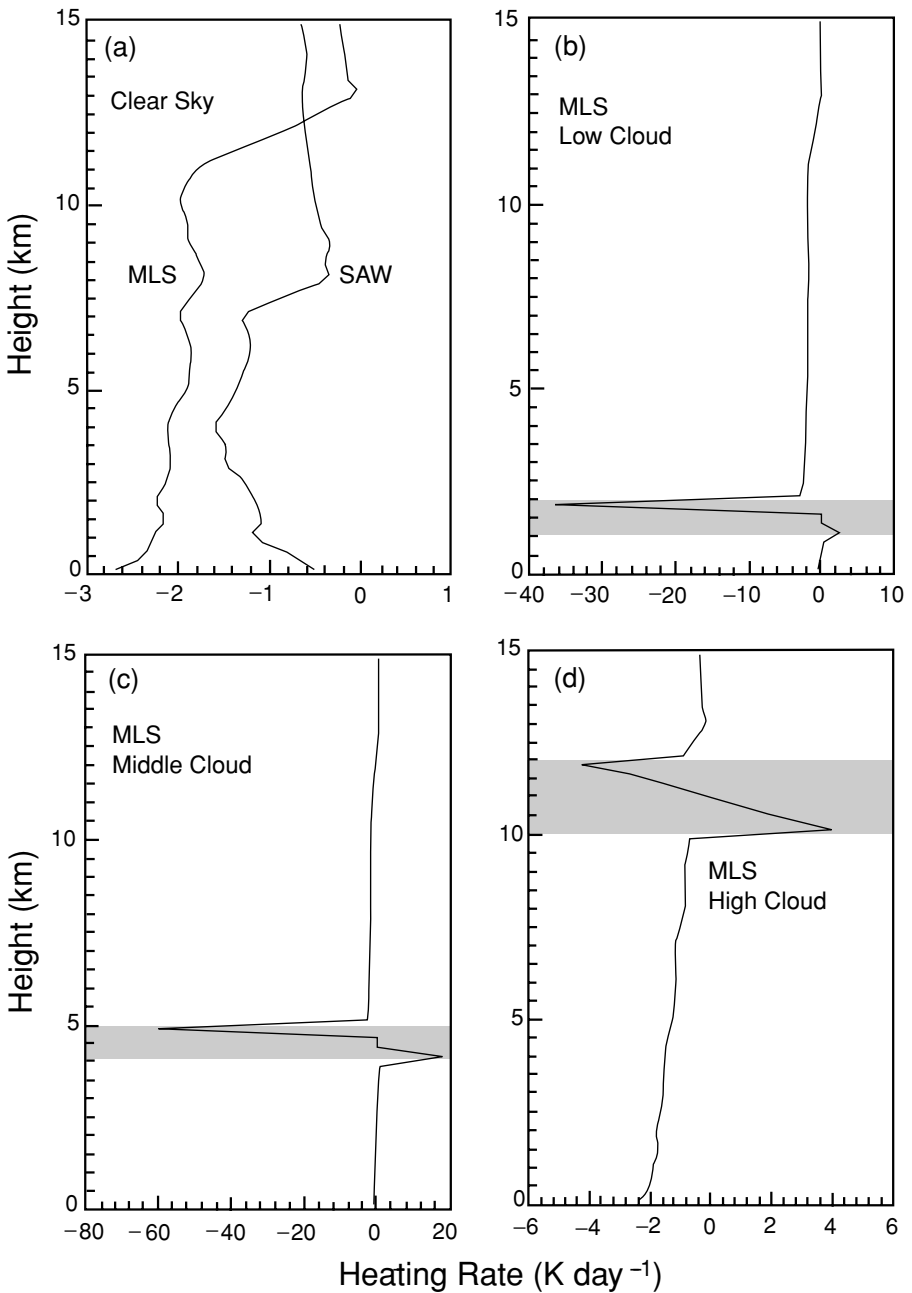 (a)
Clear Sky
MLS
SAW
Height (km)
15
10
5
0
−3
−2
−1
0
1
(b)
MLS
Low Cloud
15
10
5
0
−40
−30
−20
−10
0
10
(c)
MLS
Middle Cloud
Height (km)
15
10
5
0
−80
−60
−40
−20
0
20
(d)
MLS
High Cloud
15
10
5
0
−6
−4
−2
0
2
4
6
Heating Rate (K day −1)